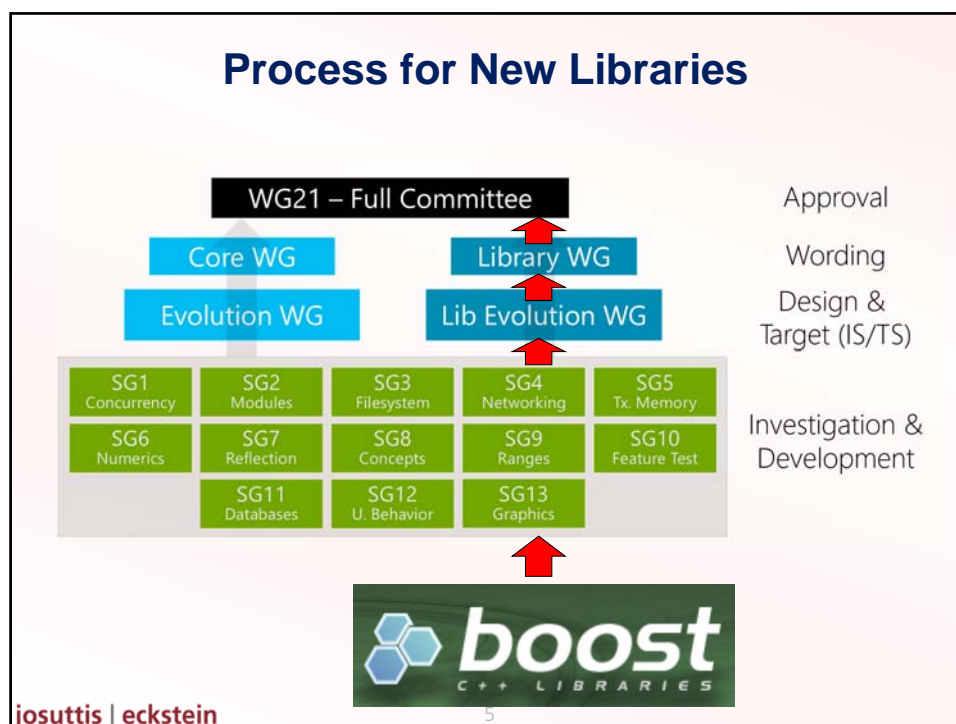 Process for New Libraries
WG21 – Full Committee
Approval
Core WG
Library WG
Wording
Evolution WG
Lib Evolution WG
Design &
Target (IS/TS)
SG1
Concurrency
SG2
Modules
SG3
Filesystem
SG4
Networking
SG5
Tx. Memory
SG6
Numerics
SG7
Reflection
SG8
Concepts
SG9
Ranges
SG10
Feature Test
SG11
Databases
SG12
U. Behavior
SG13
Graphics
Investigation &
Development
boost
C++ LIBRARIES
josuttis | eckstein
5